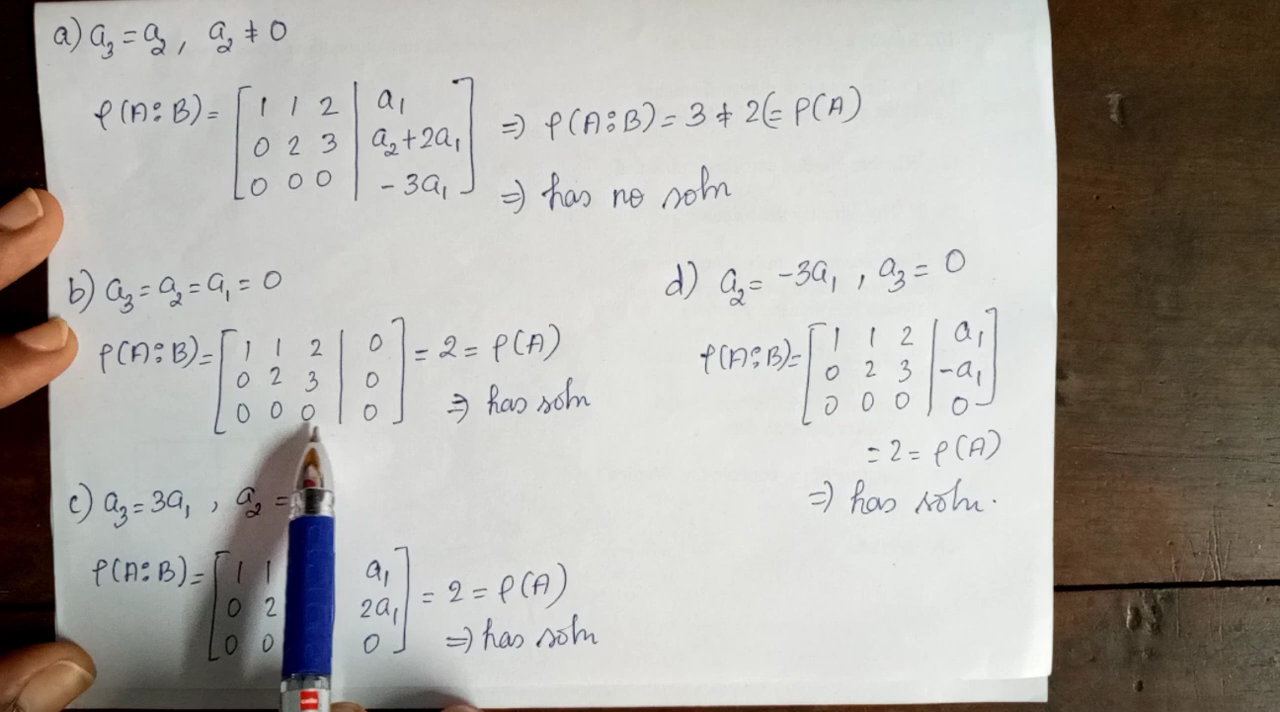 a) a₃ = a₂, a₂ ≠ 0
ρ(A:B) = [1 1 2 | a₁
0 2 3 | a₂+2a₁
0 0 0 | -3a₁] ⇒ ρ(A:B) = 3 ≠ 2(= ρ(A)
⇒ has no soln
b) a₃ = a₂ = a₁ = 0
ρ(A:B) = [1 1 2 | 0
0 2 3 | 0
0 0 0 | 0] = 2 = ρ(A)
⇒ has soln
c) a₃ = 3a₁, a₂ =
ρ(A:B) = [1 1 a₁
0 2 2a₁
0 0 0] = 2 = ρ(A)
⇒ has soln
d) a₂ = -3a₁, a₃ = 0
ρ(A:B) = [1 1 2 | a₁
0 2 3 | -a₁
0 0 0 | 0]
= 2 = ρ(A)
⇒ has soln.